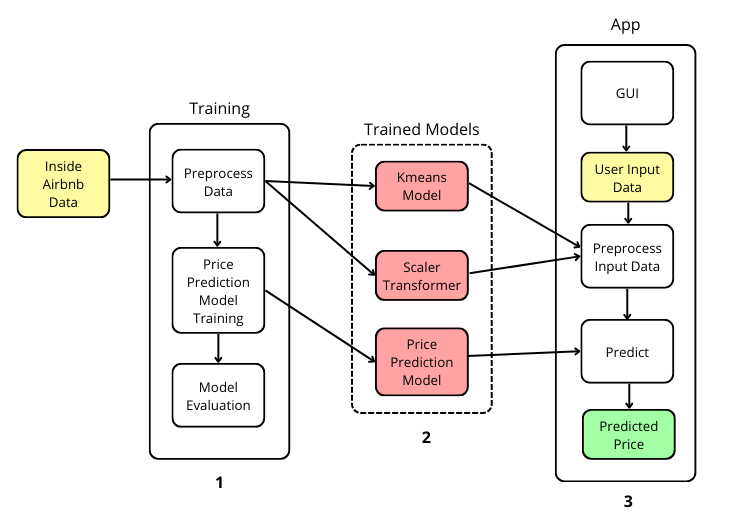 Training
Inside
Airbnb
Data
Preprocess
Data
Price
Prediction
Model
Training
Model
Evaluation
1
Trained Models
Kmeans
Model
Scaler
Transformer
Price
Prediction
Model
2
App
GUI
User Input
Data
Preprocess
Input Data
Predict
Predicted
Price
3